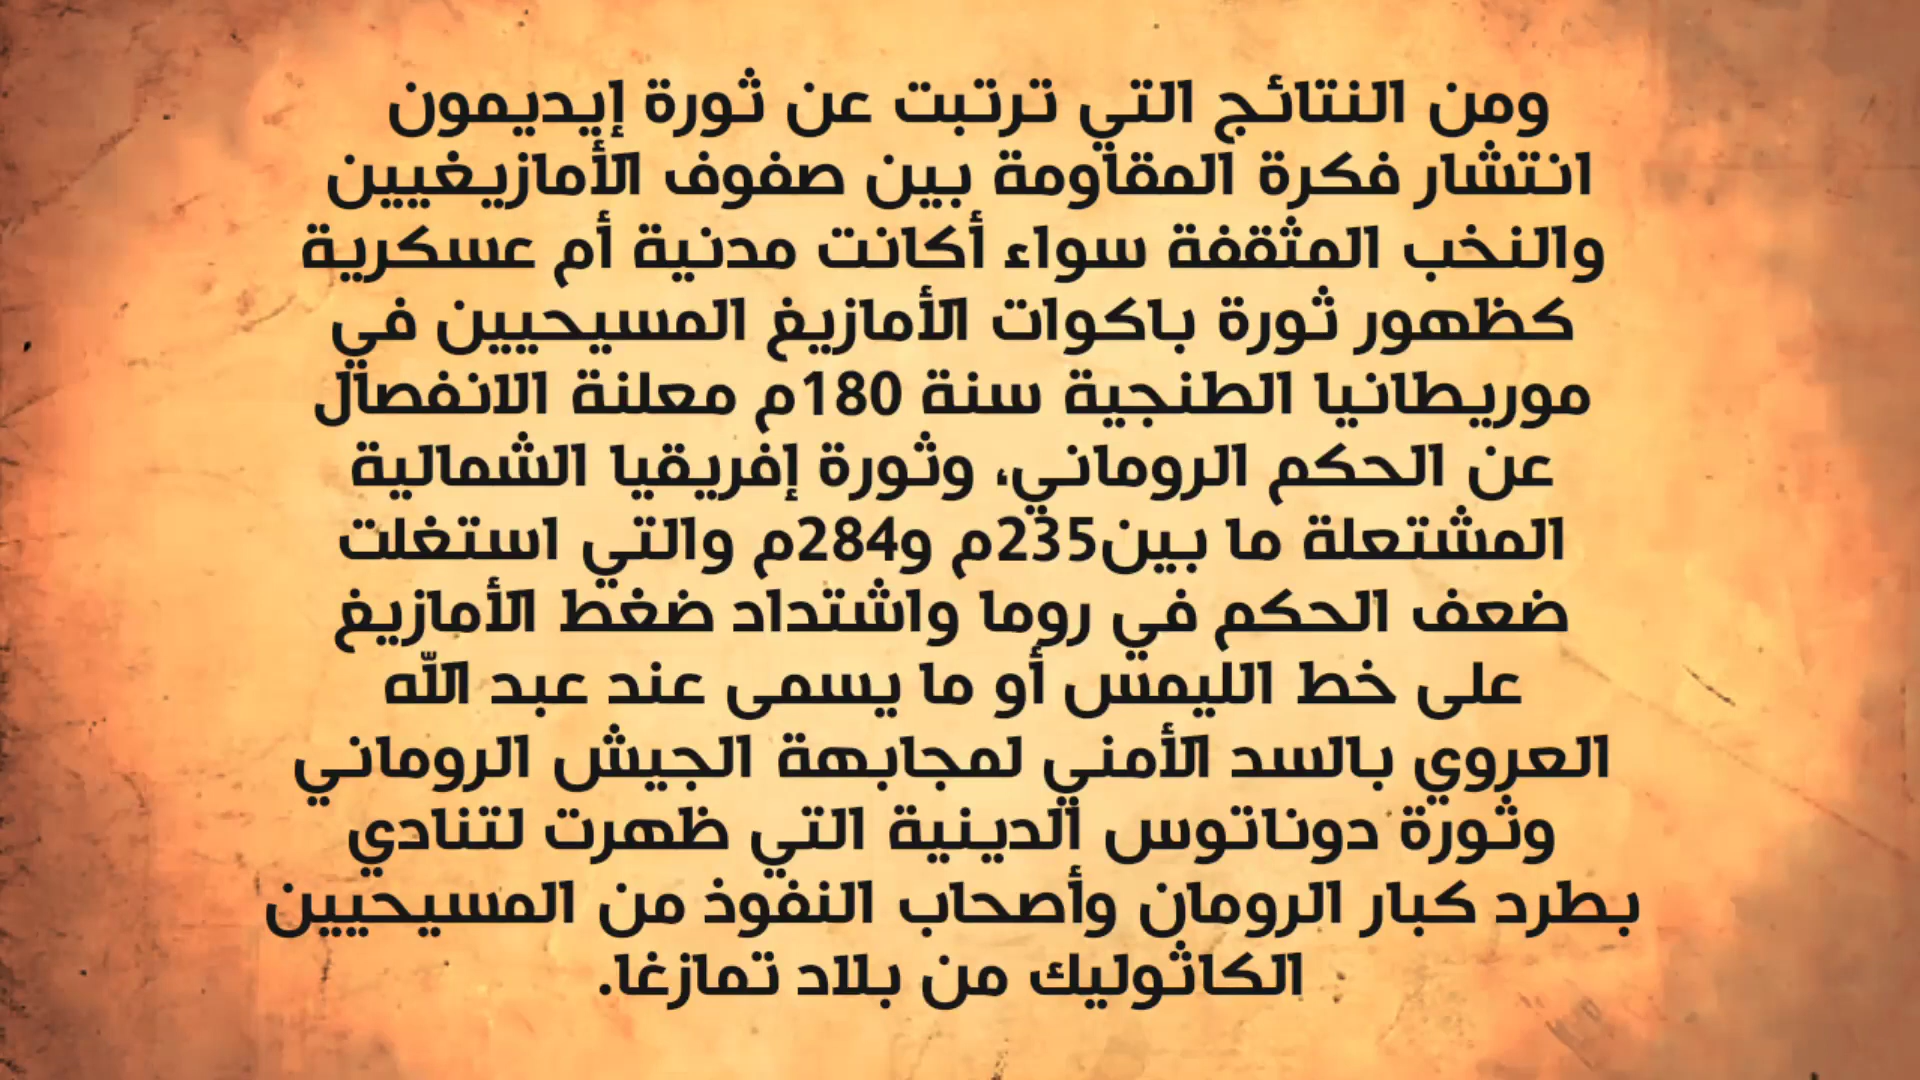 ومن النتائج التي ترتبت عن ثورة إيديمون
انتشار فكرة المقاومة بين صفوف الأمازيغيين
والنخب المثقفة سواء أكانت مدنية أم عسكرية
كظهور ثورة باكوات الأمازيغ المسيحيين في
موريطانيا الطنجية سنة 180م معلنة الانفصال
عن الحكم الروماني، وثورة إفريقيا الشمالية
المشتعلة ما بين235م و284م والتي استغلت
ضعف الحكم في روما واشتداد ضغط الأمازيغ
على خط الليمس أو ما يسمى عند عبد الله
العروي بالسد الأمني لمجابهة الجيش الروماني
وثورة دوناتوس الدينية التي ظهرت لتنادي
بطرد كبار الرومان وأصحاب النفوذ من المسيحيين
الكاثوليك من بلاد تمازغا.